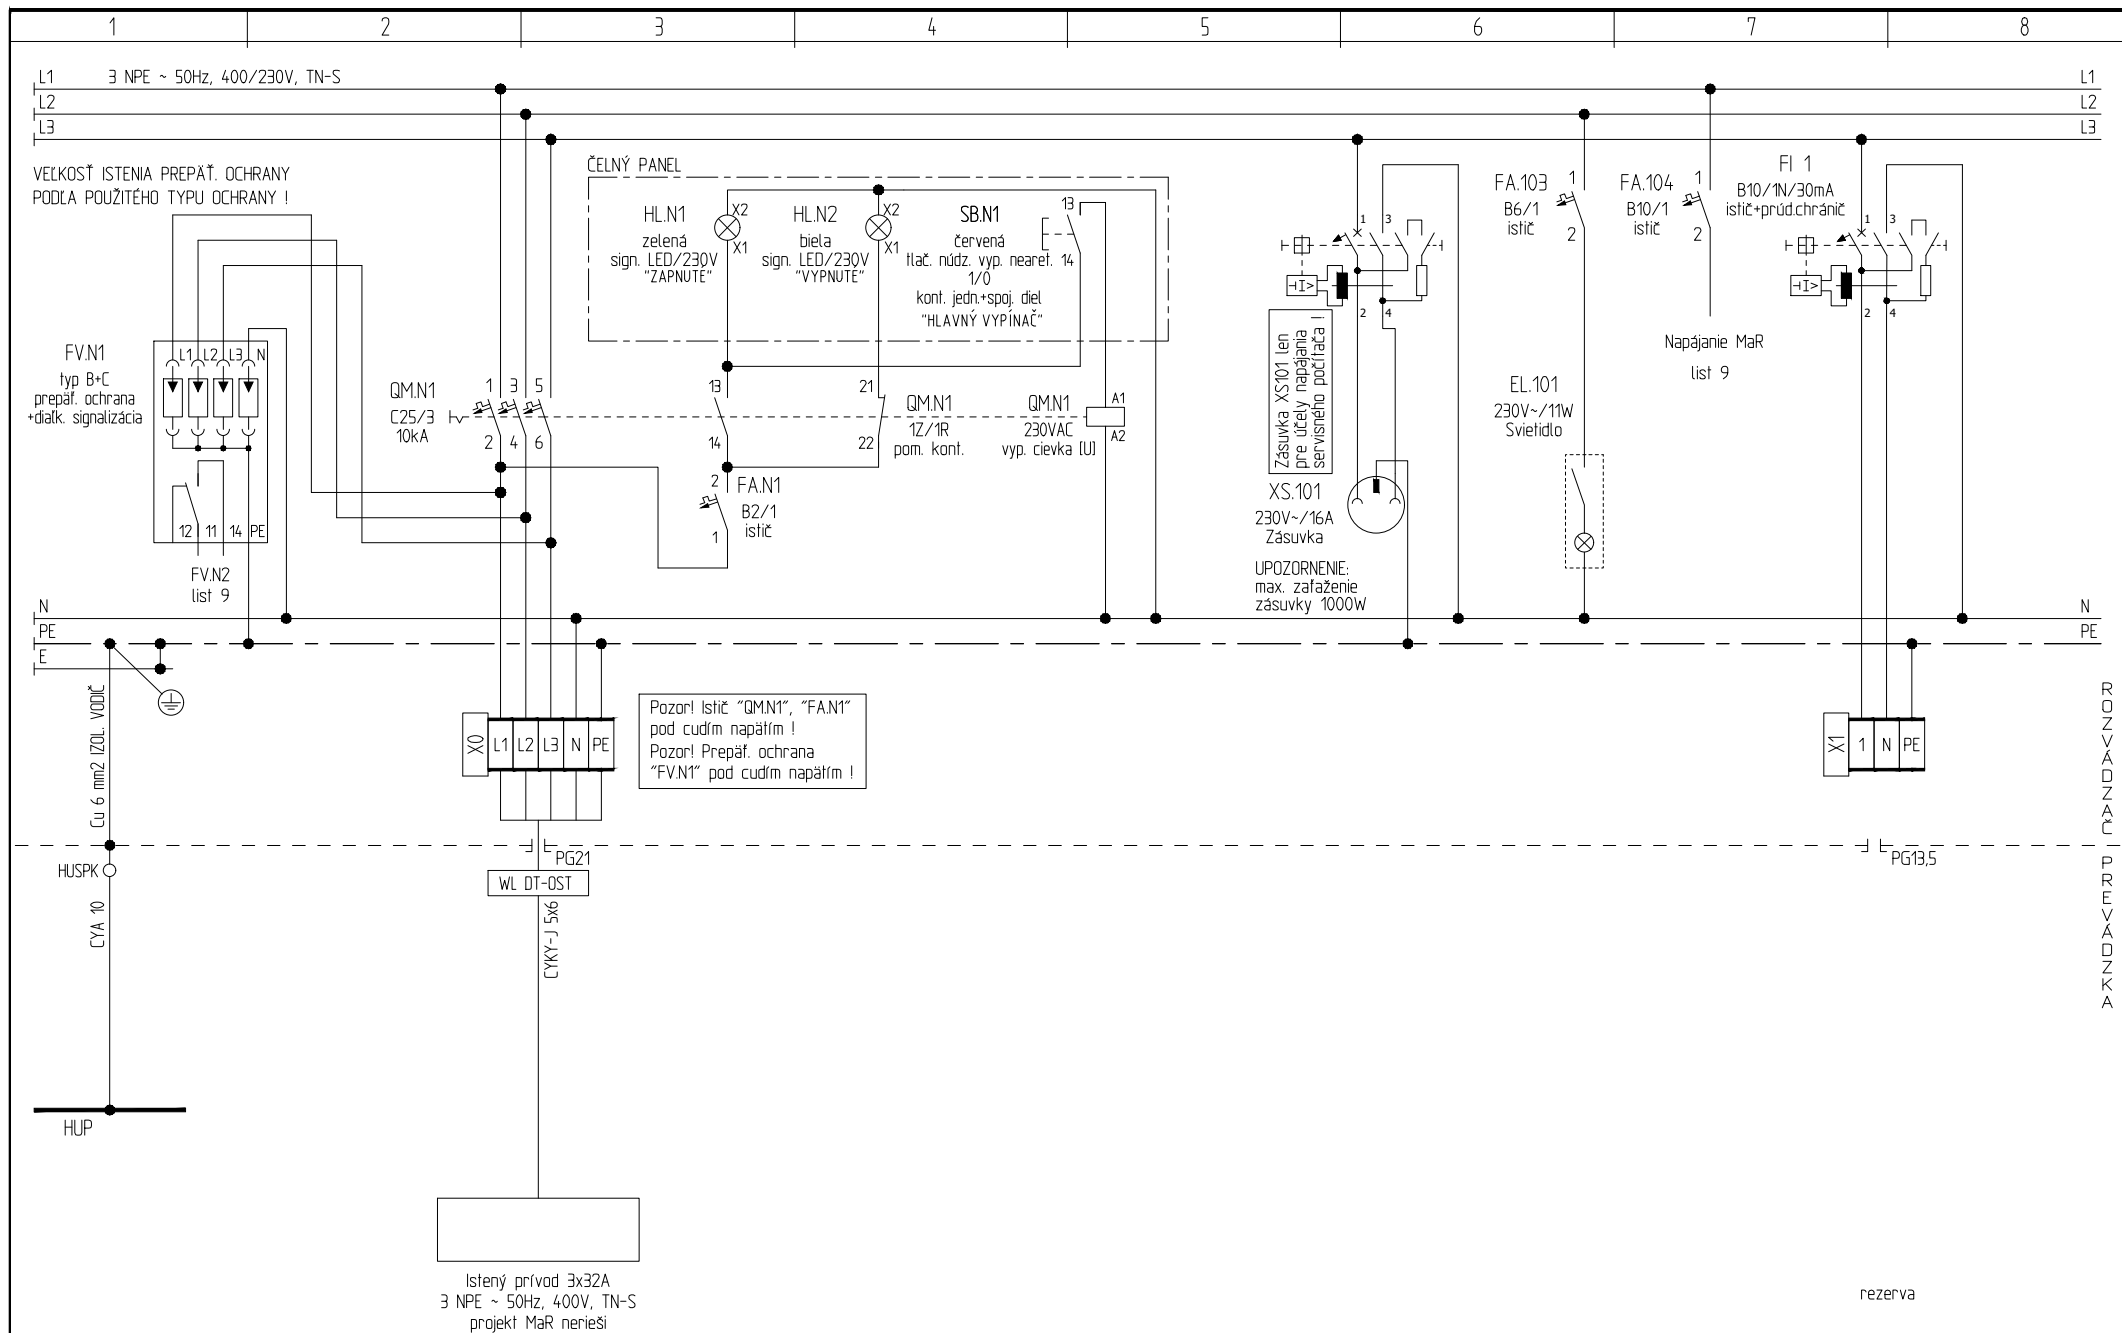 1 2 3 4 5 6 7 8
L1 3 NPE ~ 50Hz, 400/230V, TN-S L1
L2 L2
L3 L3
VEĽKOSŤ ISTENIA PREPÄŤ. OCHRANY
PODĽA POUŽITÉHO TYPU OCHRANY !
FV.N1
typ B+C
prepäť. ochrana
+diaľk. signalizácia
L1 L2 L3 N
12 11 14 PE
FV.N2
list 9
QM.N1
C25/3
10kA
1 3 5
2 4 6
ČELNÝ PANEL
HL.N1
zelená
sign. LED/230V
"ZAPNUTÉ"
X2
X1
HL.N2
biela
sign. LED/230V
"VYPNUTÉ"
X2
X1
SB.N1
červená
tlač. núdz. vyp. nearet.
1/0
kont. jedn.+spoj. diel
"HLAVNÝ VYPÍNAČ"
13
14
13
14
21
22
QM.N1
1Z/1R
pom. kont.
QM.N1
230VAC
vyp. cievka [U]
A1
A2
2
1
FA.N1
B2/1
istič
1 3
2 4
-I>
Zásuvka XS101 len
pre účely napájania
servisného počítača !
XS.101
230V~/16A
Zásuvka
UPOZORNENIE:
max. zaťaženie
zásuvky 1000W
FA.103
B6/1
istič
1
2
EL.101
230V~/11W
Svietidlo
FA.104
B10/1
istič
1
2
Napájanie MaR
list 9
FI 1
B10/1N/30mA
istič+prúd.chránič
1 3
2 4
-I>
N N
PE PE
E
Cu 6 mm2 IZOL. VODIČ
X0 L1 L2 L3 N PE
Pozor! Istič "QM.N1", "FA.N1"
pod cudím napätím !
Pozor! Prepäť. ochrana
"FV.N1" pod cudím napätím !
X1 1 N PE
ROZVÁDZAČ
HUSPK
PG21
PG13,5
WL DT-OST
CYA 10
CYKY-J 5x6
PREVÁDZKA
HUP
Istený prívod 3x32A
3 NPE ~ 50Hz, 400V, TN-S
projekt MaR nerieši
rezerva